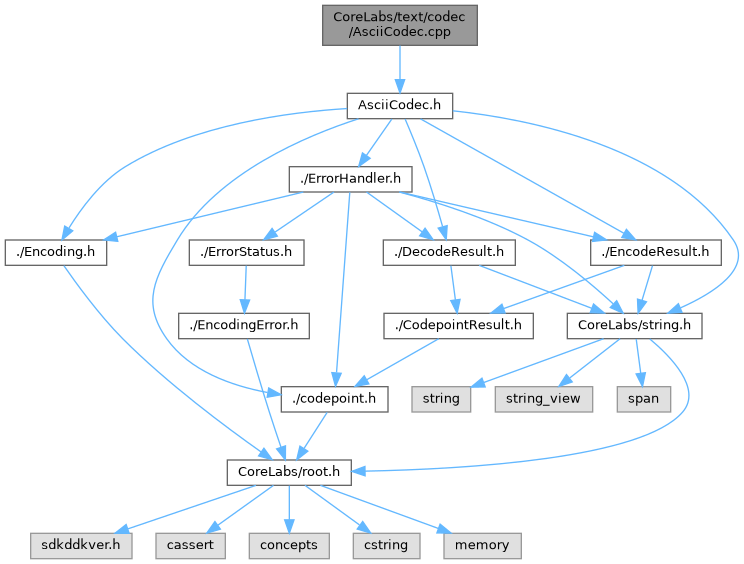 CoreLabs/text/codec
/AsciiCodec.cpp
AsciiCodec.h
./ErrorHandler.h
./Encoding.h
./ErrorStatus.h
./DecodeResult.h
./EncodeResult.h
./EncodingError.h
./CodepointResult.h
CoreLabs/string.h
./codepoint.h
string
string_view
span
CoreLabs/root.h
sdkddkver.h
cassert
concepts
cstring
memory